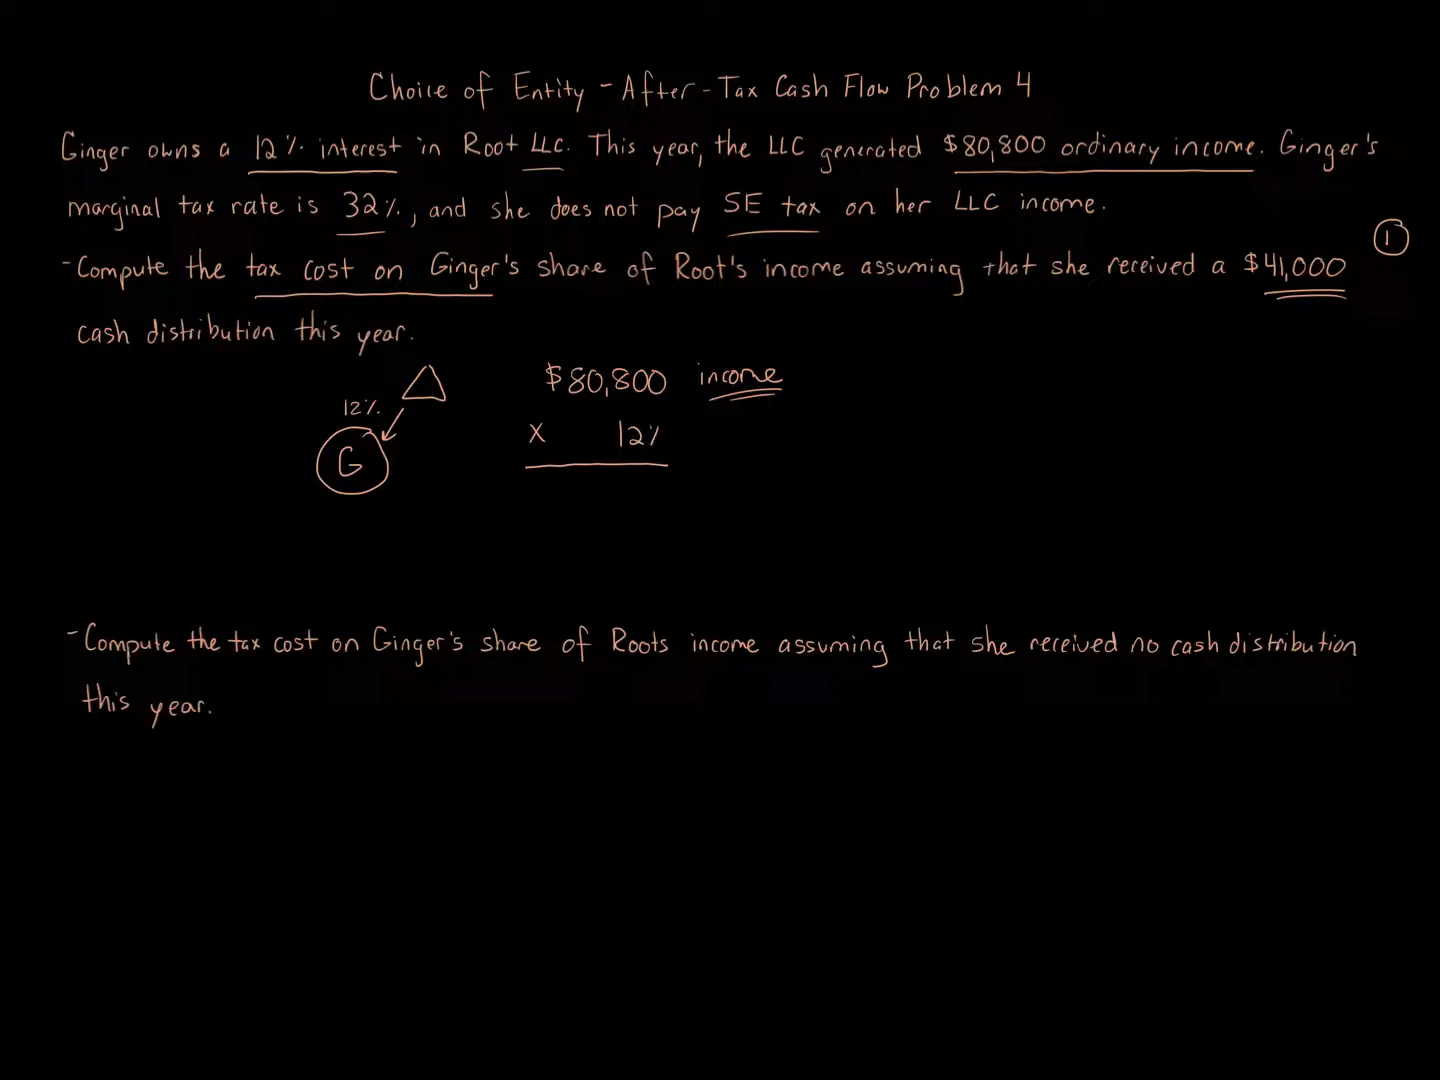 Choice of Entity - After-Tax Cash Flow Problem 4
Ginger owns a 12% interest in Root LLC. This year, the LLC generated $80,800 ordinary income. Ginger's
marginal tax rate is 32%, and she does not pay SE tax on her LLC income.
1
-Compute the tax cost on Ginger's share of Root's income assuming that she received a $41,000
cash distribution this year.
$80,800 income
12%
x 12%
G
-Compute the tax cost on Ginger's share of Roots income assuming that she received no cash distribution
this year.